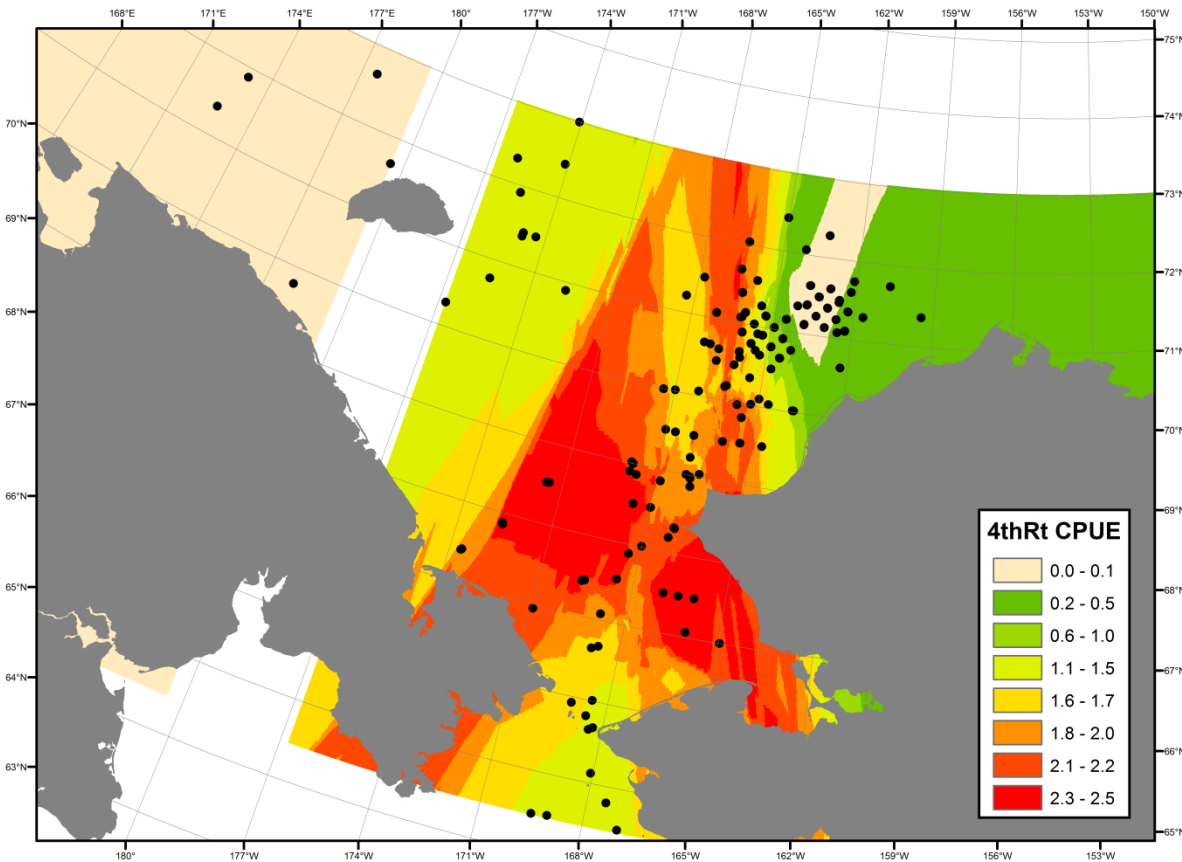 168°E 171°E 174°E 177°E 180° 177°W 174°W 171°W 168°W 165°W 162°W 156°W 153°W 150°W
75°N
74°N
70°N
73°N
69°N
72°N
68°N
71°N
67°N
70°N
66°N
69°N
65°N
68°N
64°N
67°N
66°N
63°N
65°N
4thRt CPUE
0.0 - 0.1
0.2 - 0.5
0.6 - 1.0
1.1 - 1.5
1.6 - 1.7
1.8 - 2.0
2.1 - 2.2
2.3 - 2.5
180° 177°W 174°W 171°W 168°W 165°W 162°W 159°W 156°W 153°W